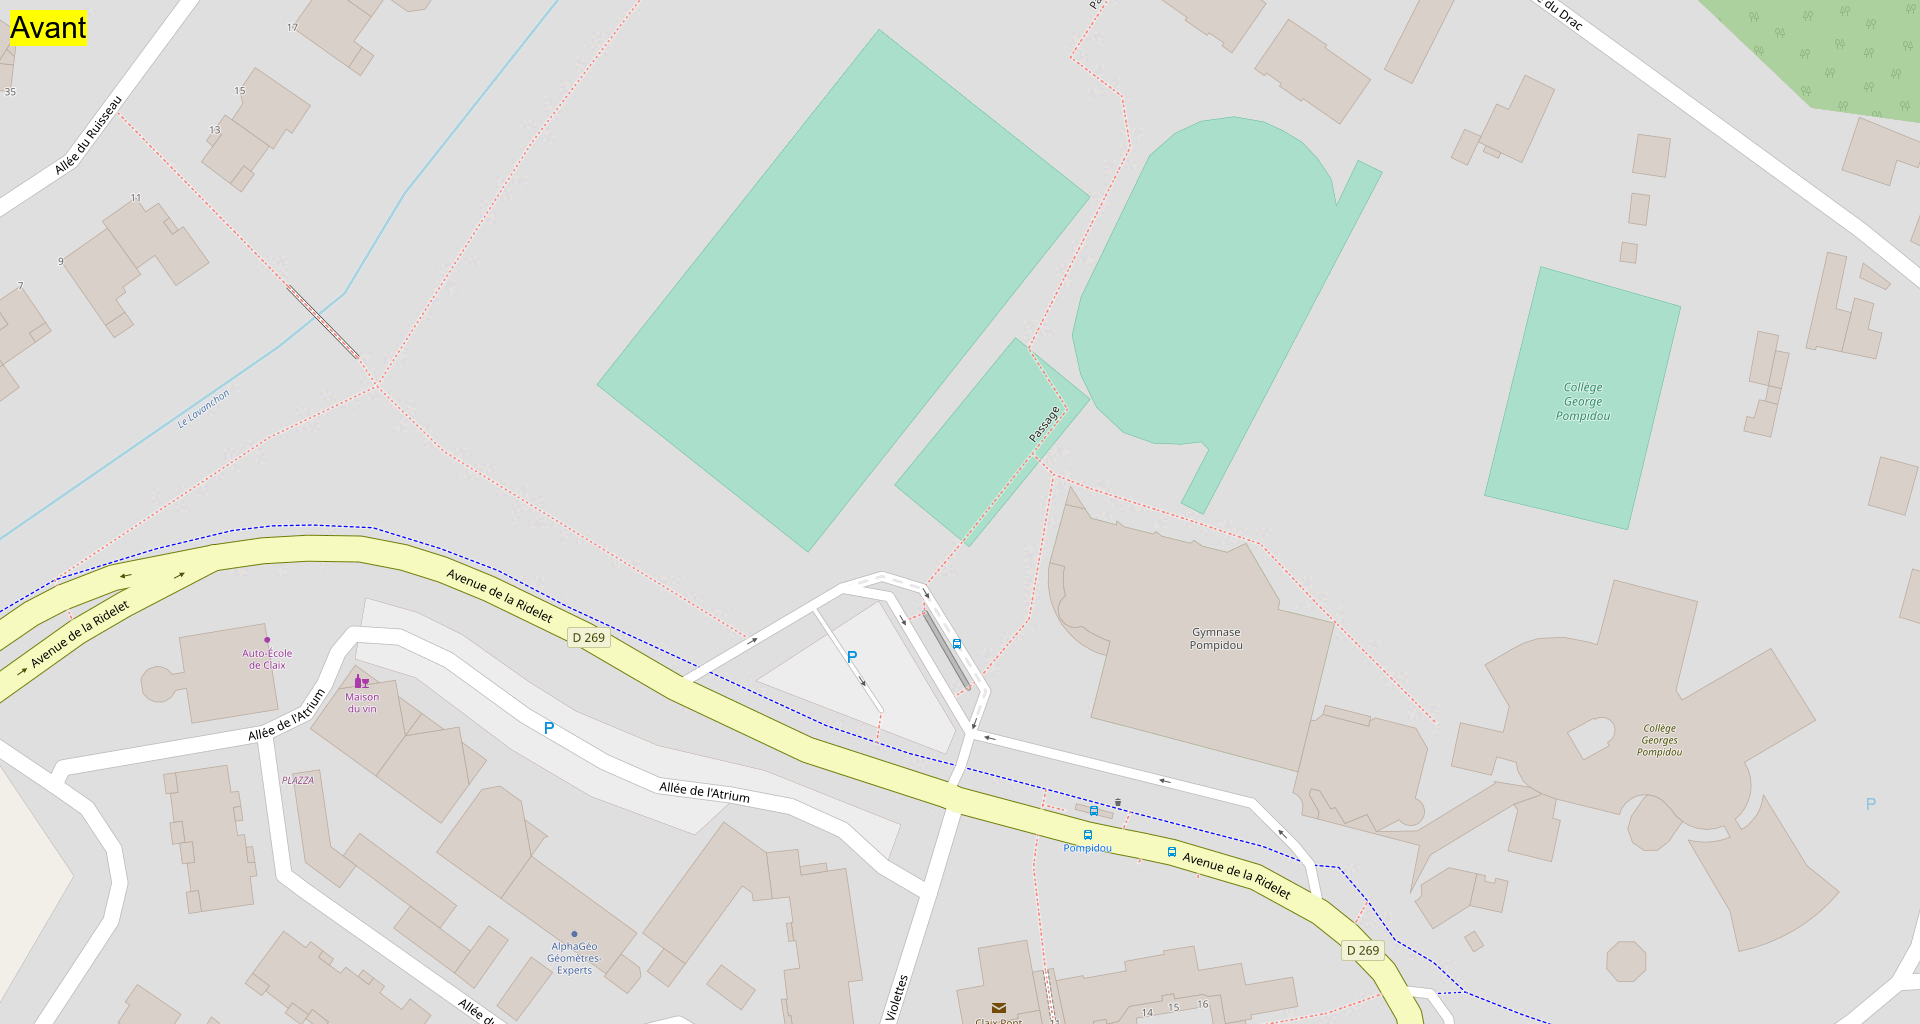 Avant
17
du Drac
35
15
Allée du Ruisseau
13
11
9
7
Le Lavanchon
Passage
Collège
George
Pompidou
Avenue de la Ridelet
Avenue de la Ridelet
D 269
Auto-École
de Claix
Maison
du vin
P
Gymnase
Pompidou
Allée de l'Atrium
P
Collège
Georges
Pompidou
PLAZZA
Allée de l'Atrium
P
Pompidou
Avenue de la Ridelet
AlphaGéo
Géomètres-
Experts
D 269
Violettes
Allée du
14
15
16
Claix Pont
11